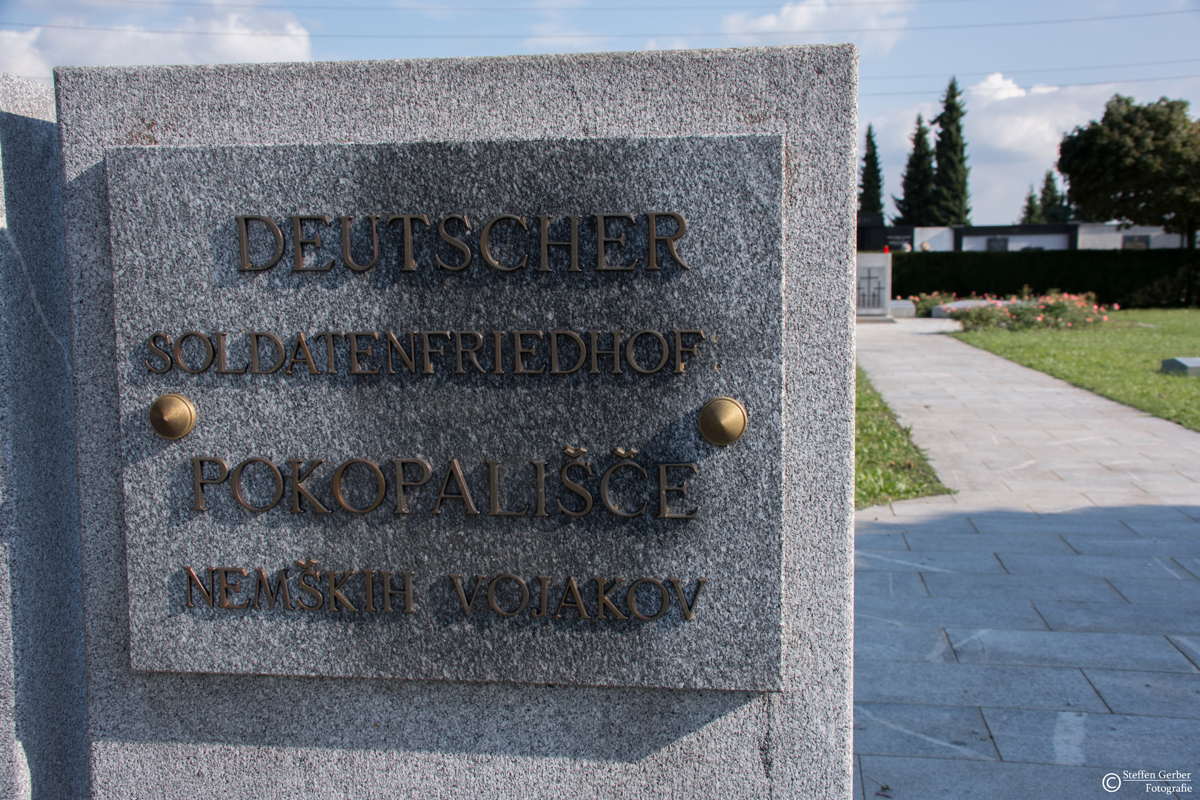 DEUTSCHER
SOLDATENFRIEDHOF
POKOPALIŠČE
NEMŠKIH VOJAKOV
© Steffen Gerber
Fotografie